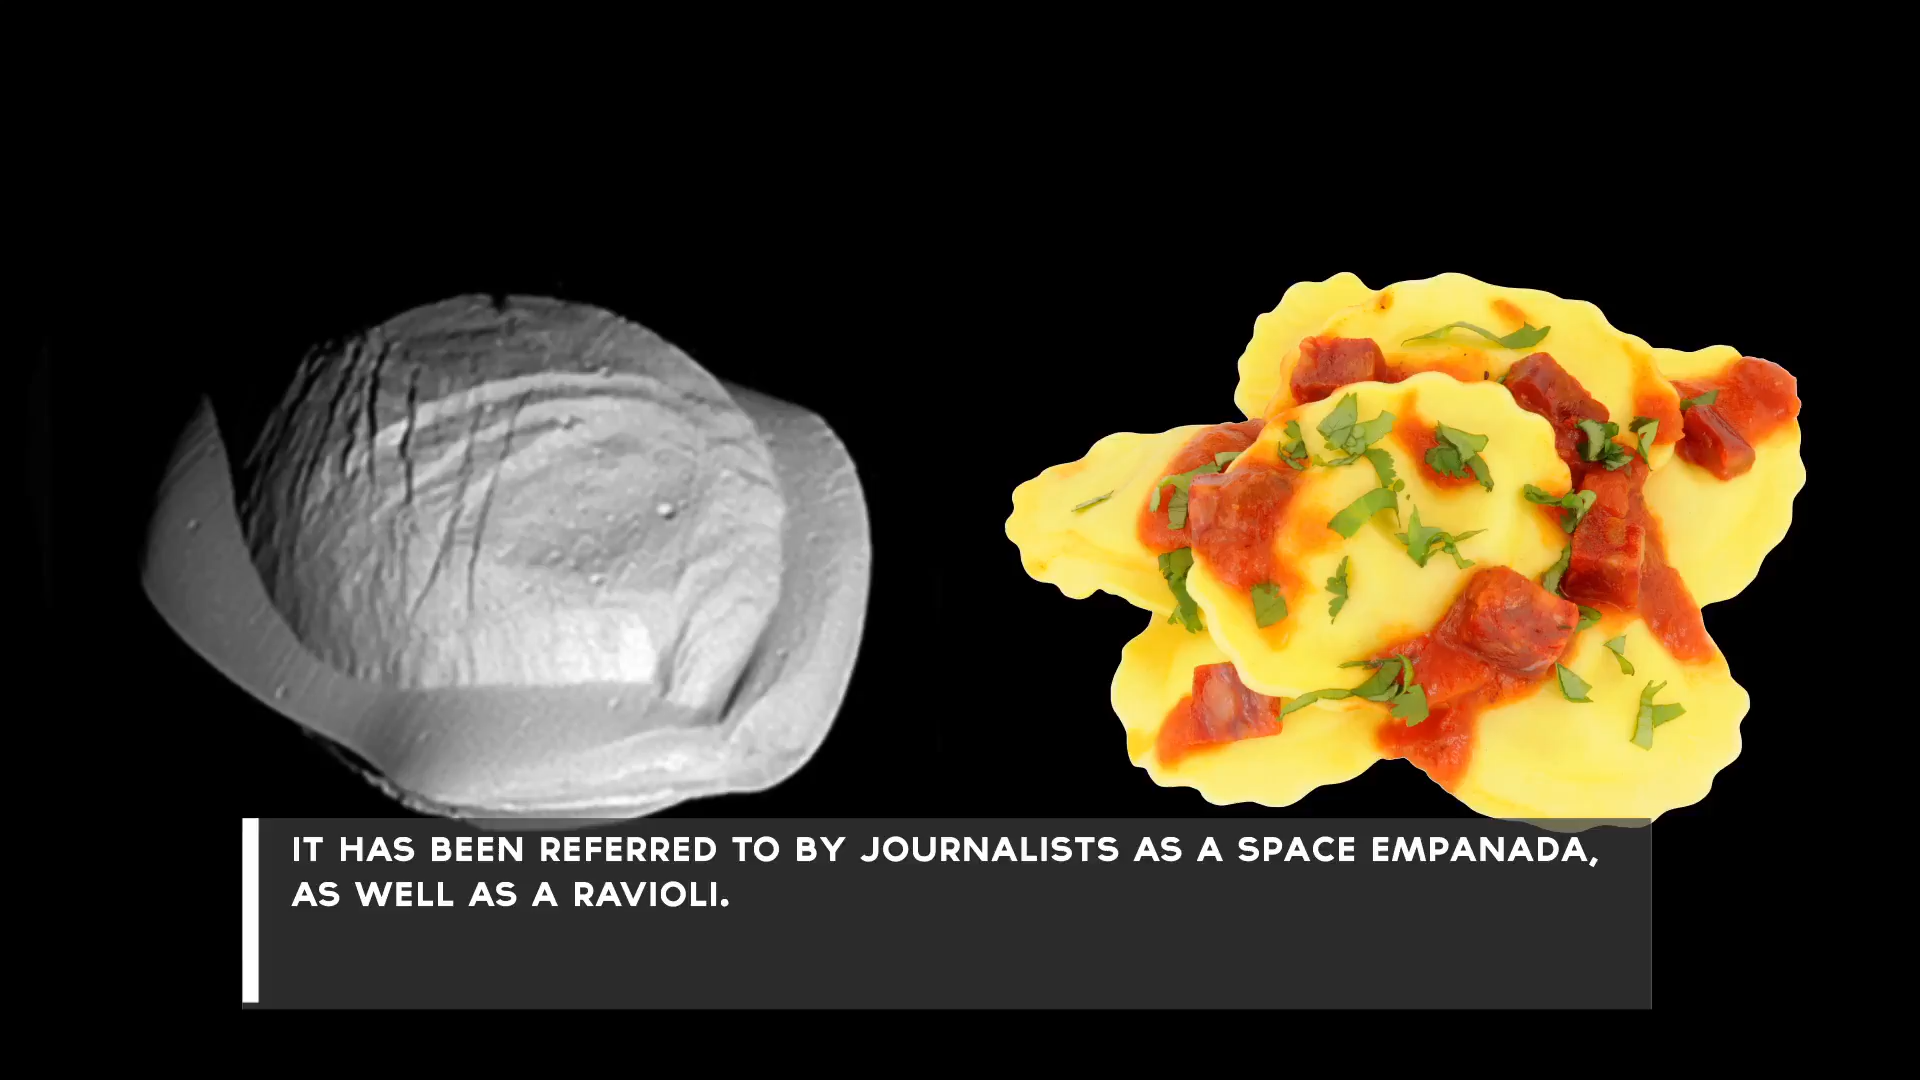 IT HAS BEEN REFERRED TO BY JOURNALISTS AS A SPACE EMPANADA,
AS WELL AS A RAVIOLI.